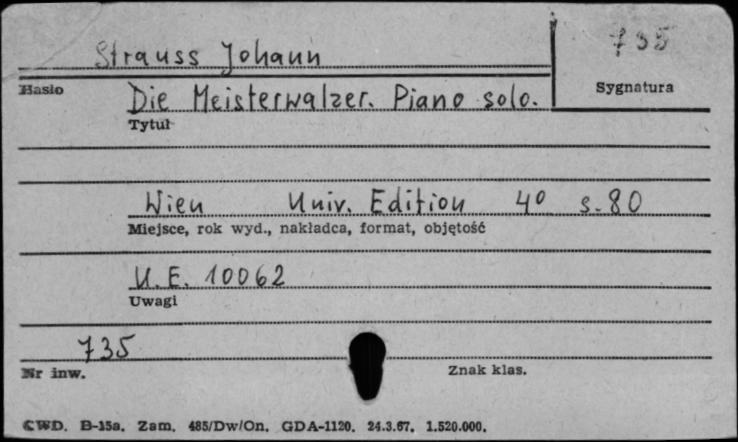 Strauss Johann
735
Hasło
Sygnatura
Die Meisterwalzer. Piano solo.
Tytuł
Wien Univ. Edition 4º s. 80
Miejsce, rok wyd., nakładca, format, objętość
U.E. 10062
Uwagi
735
Nr inw.
Znak klas.
CWD. B-15a. Zam. 485/Dw/On. GDA-1120. 24.3.67. 1.520.000.